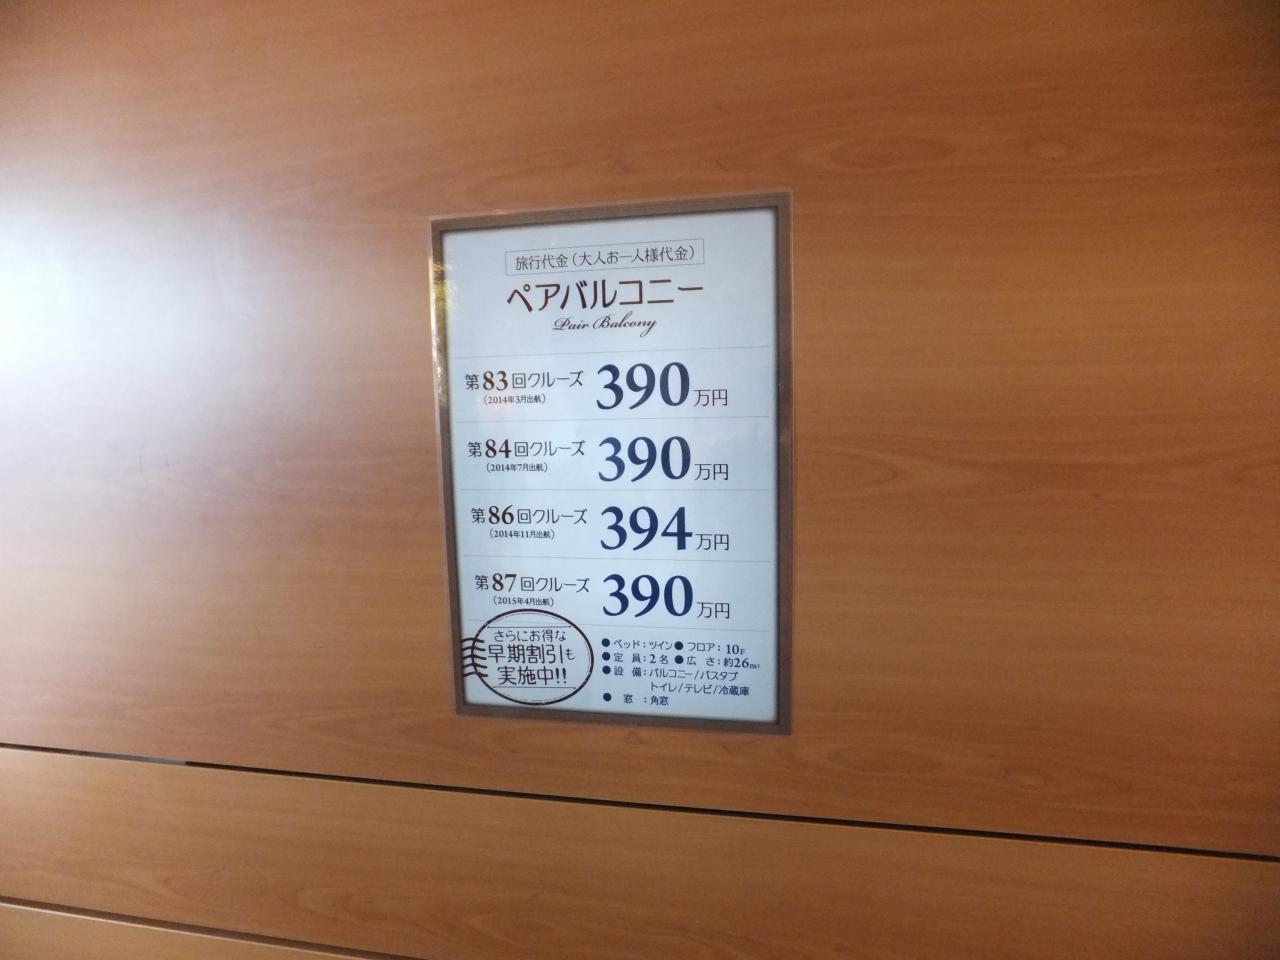 旅行代金（大人お一人様代金）
ペアバルコニー
Pair Balcony
第83回クルーズ 390万円
（2014年3月出航）
第84回クルーズ 390万円
（2014年7月出航）
第86回クルーズ 394万円
（2014年11月出航）
第87回クルーズ 390万円
（2015年4月出航）
さらにお得な
早期割引も
実施中!!
●ベッド：ツイン●フロア：10F
●定員：2名●広さ：約26m²
●設備：バルコニー/バスタブ
トイレ/テレビ/冷蔵庫
●窓：角窓